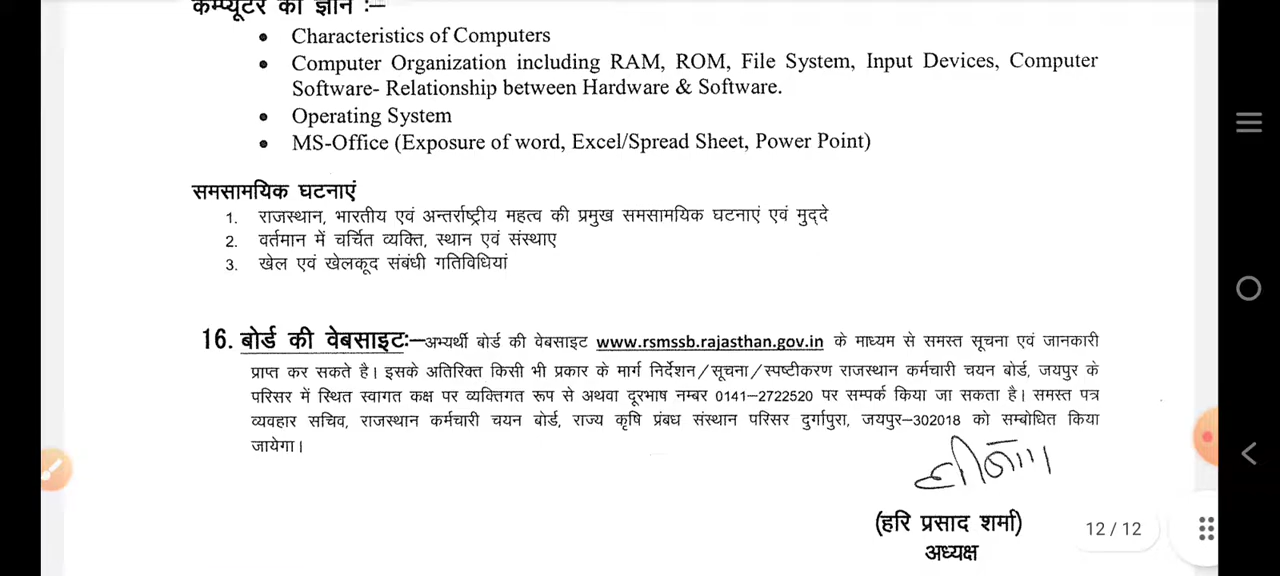 कम्प्यूटर का ज्ञान :–
• Characteristics of Computers
• Computer Organization including RAM, ROM, File System, Input Devices, Computer
Software- Relationship between Hardware & Software.
• Operating System
• MS-Office (Exposure of word, Excel/Spread Sheet, Power Point)
समसामयिक घटनाएं
1. राजस्थान, भारतीय एवं अन्तर्राष्ट्रीय महत्व की प्रमुख समसामयिक घटनाएं एवं मुद्दे
2. वर्तमान में चर्चित व्यक्ति, स्थान एवं संस्थाए
3. खेल एवं खेलकूद संबंधी गतिविधियां
16. बोर्ड की वेबसाइटः–अभ्यर्थी बोर्ड की वेबसाइट www.rsmssb.rajasthan.gov.in के माध्यम से समस्त सूचना एवं जानकारी
प्राप्त कर सकते है। इसके अतिरिक्त किसी भी प्रकार के मार्ग निर्देशन/सूचना/स्पष्टीकरण राजस्थान कर्मचारी चयन बोर्ड, जयपुर के
परिसर में स्थित स्वागत कक्ष पर व्यक्तिगत रूप से अथवा दूरभाष नम्बर 0141–2722520 पर सम्पर्क किया जा सकता है। समस्त पत्र
व्यवहार सचिव, राजस्थान कर्मचारी चयन बोर्ड, राज्य कृषि प्रंबध संस्थान परिसर दुर्गापुरा, जयपुर–302018 को सम्बोधित किया
जायेगा।
(हरि प्रसाद शर्मा)
अध्यक्ष
12 / 12